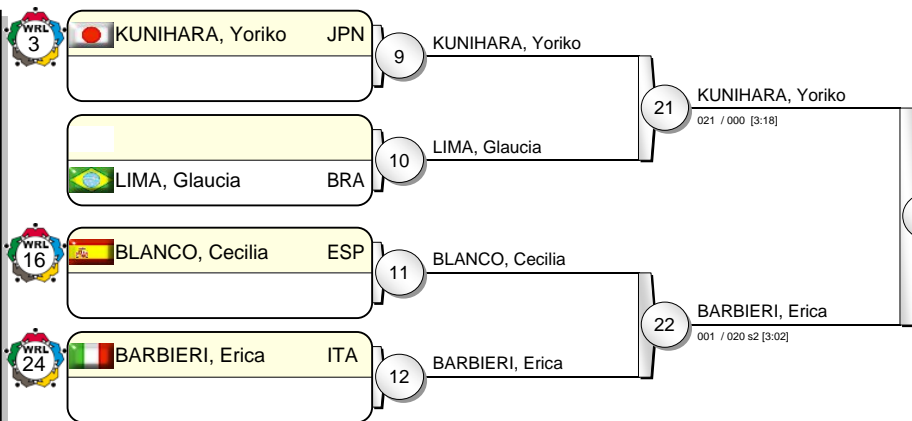 WRL
3
KUNIHARA, Yoriko JPN
9
KUNIHARA, Yoriko
21
KUNIHARA, Yoriko
021 / 000 [3:18]
10
LIMA, Glaucia
LIMA, Glaucia BRA
WRL
16
BLANCO, Cecilia ESP
11
BLANCO, Cecilia
22
BARBIERI, Erica
001 / 020 s2 [3:02]
WRL
24
BARBIERI, Erica ITA
12
BARBIERI, Erica